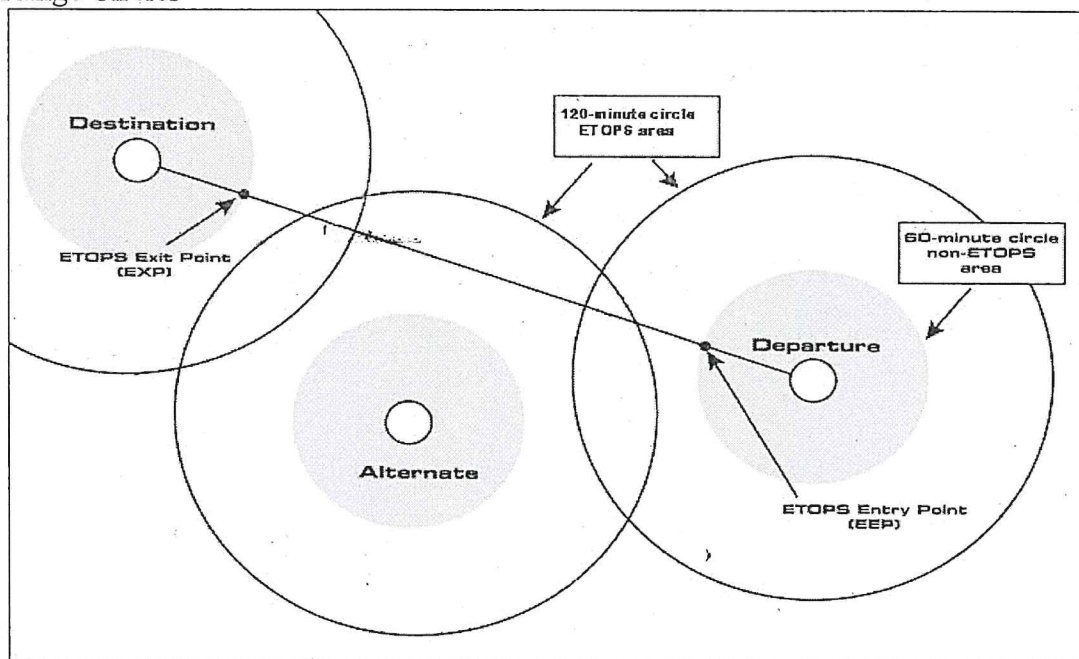 Destination
120-minute circle
ETOPS area
ETOPS Exit Point
(EXP)
60-minute circle
non-ETOPS
area
Departure
Alternate
ETOPS Entry Point
(EEP)